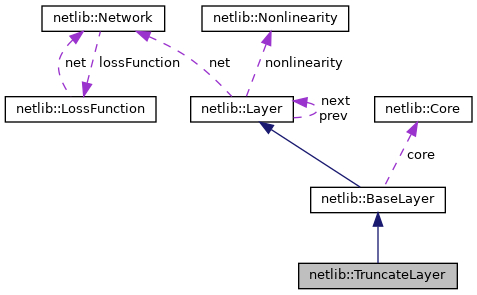 netlib::Network
netlib::Nonlinearity
net
lossFunction
net
nonlinearity
netlib::LossFunction
netlib::Layer
next
prev
netlib::Core
core
netlib::BaseLayer
netlib::TruncateLayer